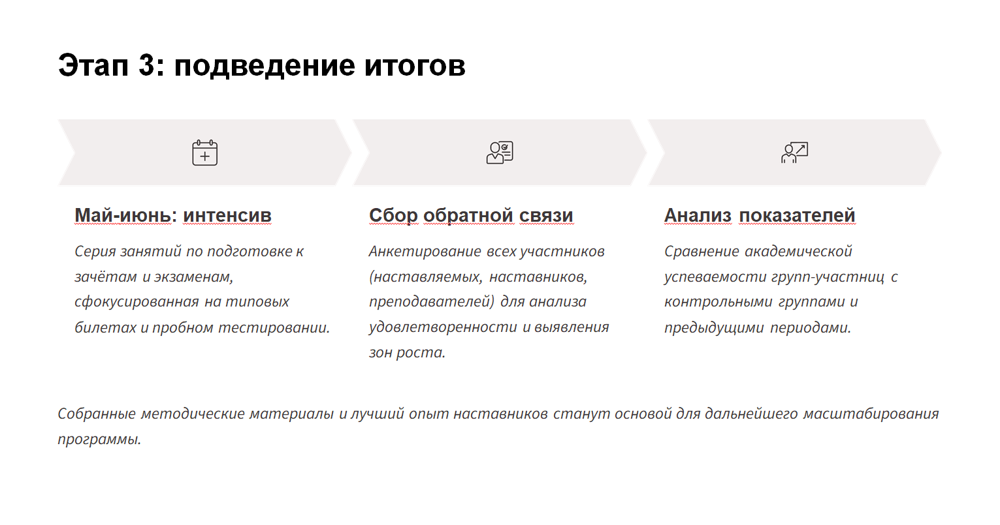 Этап 3: подведение итогов
Май-июнь: интенсив
Серия занятий по подготовке к
зачётам и экзаменам,
сфокусированная на типовых
билетах и пробном тестировании.
Сбор обратной связи
Анкетирование всех участников
(наставляемых, наставников,
преподавателей) для анализа
удовлетворенности и выявления
зон роста.
Анализ показателей
Сравнение академической
успеваемости групп-участниц с
контрольными группами и
предыдущими периодами.
Собранные методические материалы и лучший опыт наставников станут основой для дальнейшего масштабирования
программы.